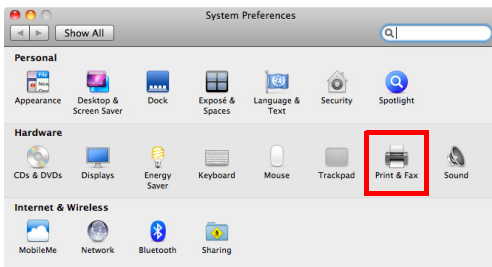 System Preferences
Show All
Personal
Appearance Desktop & Screen Saver Dock Exposé & Spaces Language & Text Security Spotlight
Hardware
CDs & DVDs Displays Energy Saver Keyboard Mouse Trackpad Print & Fax Sound
Internet & Wireless
MobileMe Network Bluetooth Sharing